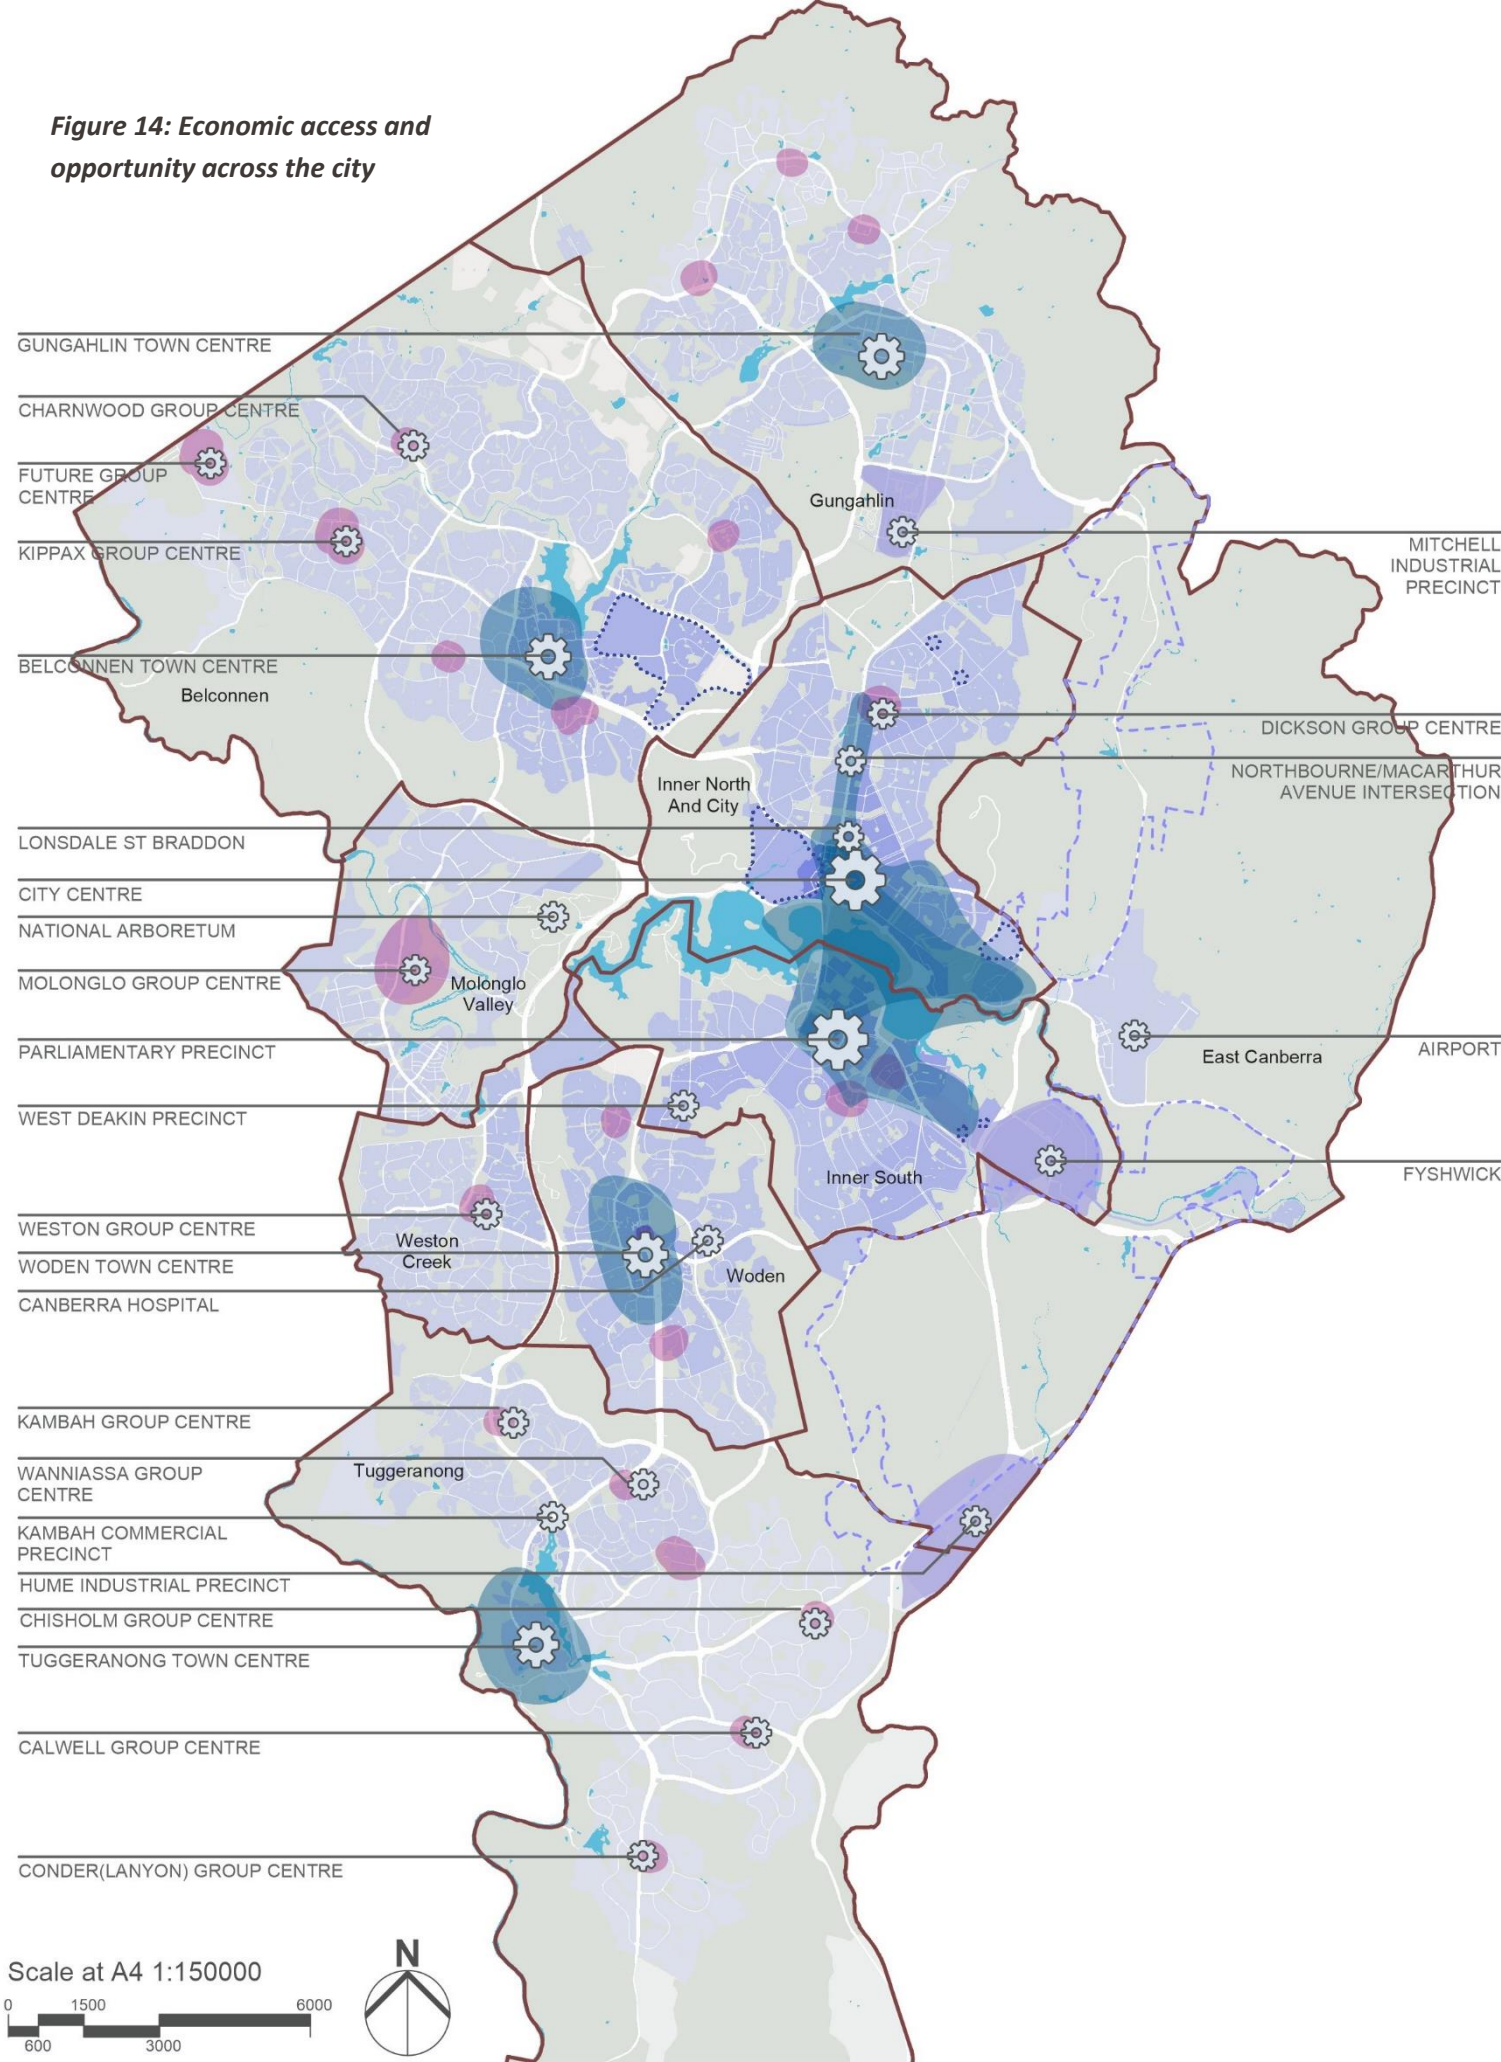 Figure 14: Economic access and
opportunity across the city
GUNGAHLIN TOWN CENTRE
CHARNWOOD GROUP CENTRE
FUTURE GROUP
CENTRE
KIPPAX GROUP CENTRE
BELCONNEN TOWN CENTRE
Belconnen
Gungahlin
MITCHELL
INDUSTRIAL
PRECINCT
DICKSON GROUP CENTRE
NORTHBOURNE/MACARTHUR
AVENUE INTERSECTION
Inner North
And City
LONSDALE ST BRADDON
CITY CENTRE
NATIONAL ARBORETUM
MOLONGLO GROUP CENTRE
Molonglo
Valley
PARLIAMENTARY PRECINCT
AIRPORT
East Canberra
WEST DEAKIN PRECINCT
FYSHWICK
Inner South
WESTON GROUP CENTRE
Weston
Creek
WODEN TOWN CENTRE
Woden
CANBERRA HOSPITAL
KAMBAH GROUP CENTRE
WANNIASSA GROUP
CENTRE
Tuggeranong
KAMBAH COMMERCIAL
PRECINCT
HUME INDUSTRIAL PRECINCT
CHISHOLM GROUP CENTRE
TUGGERANONG TOWN CENTRE
CALWELL GROUP CENTRE
CONDER(LANYON) GROUP CENTRE
Scale at A4 1:150000
0 1500 6000
600 3000
N